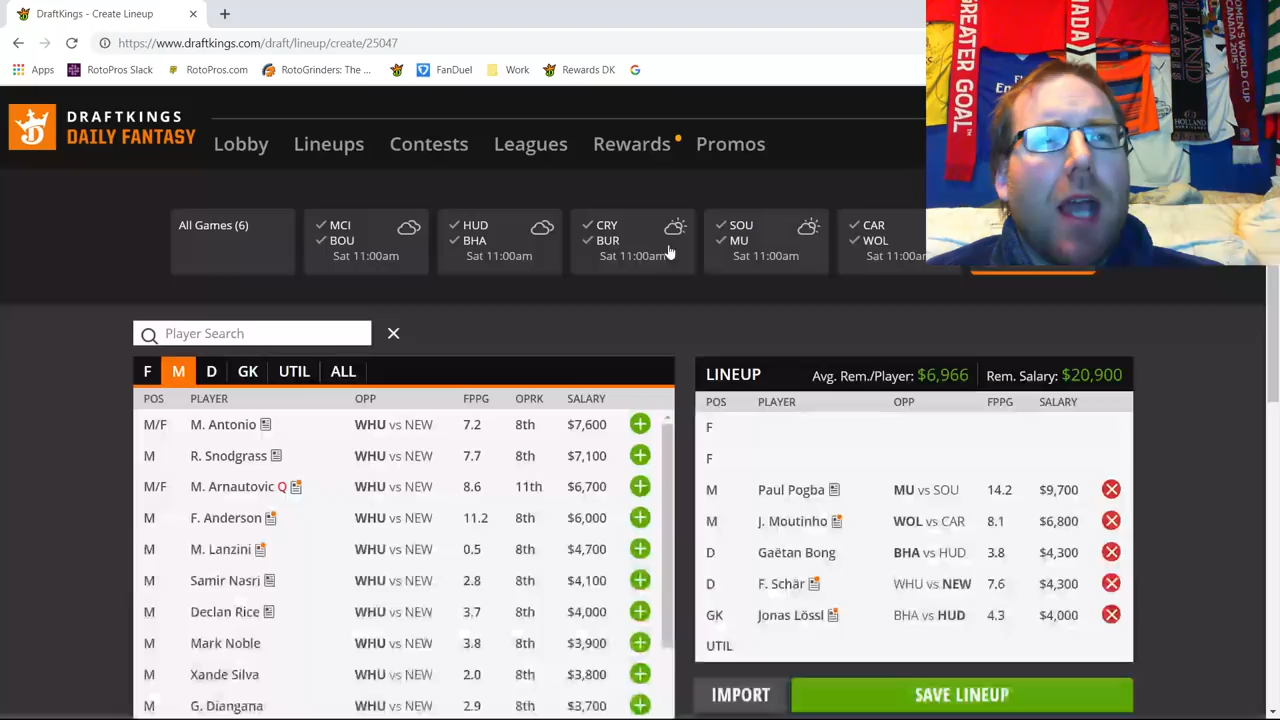 DraftKings - Create Lineup
https://www.draftkings.com/draft/lineup/create/25047
Apps RotoPros Slack RotoPros.com RotoGrinders: The ... FanDuel Work Rewards DK
DRAFTKINGS
DAILY FANTASY
Lobby Lineups Contests Leagues Rewards Promos
All Games (6)
MCI
BOU
Sat 11:00am
HUD
BHA
Sat 11:00am
CRY
BUR
Sat 11:00am
SOU
MU
Sat 11:00am
CAR
WOL
Sat 11:00am
GREATER GOAL
HOLLAND
WOMEN'S WORLD CUP
CANADA 2015
Player Search
F M D GK UTIL ALL
POS PLAYER OPP FPPG OPRK SALARY
M/F M. Antonio WHU vs NEW 7.2 8th $7,600
M R. Snodgrass WHU vs NEW 7.7 8th $7,100
M/F M. Arnautovic Q WHU vs NEW 8.6 11th $6,700
M F. Anderson WHU vs NEW 11.2 8th $6,000
M M. Lanzini WHU vs NEW 0.5 8th $4,700
M Samir Nasri WHU vs NEW 2.8 8th $4,100
M Declan Rice WHU vs NEW 3.7 8th $4,000
M Mark Noble WHU vs NEW 3.8 8th $3,900
M Xande Silva WHU vs NEW 2.0 8th $3,800
M G. Diangana WHU vs NEW 2.9 8th $3,700
LINEUP Avg. Rem./Player: $6,966 Rem. Salary: $20,900
POS PLAYER OPP FPPG SALARY
F
F
M Paul Pogba MU vs SOU 14.2 $9,700
M J. Moutinho WOL vs CAR 8.1 $6,800
D Gaëtan Bong BHA vs HUD 3.8 $4,300
D F. Schär WHU vs NEW 7.6 $4,300
GK Jonas Lössl BHA vs HUD 4.3 $4,000
UTIL
IMPORT SAVE LINEUP